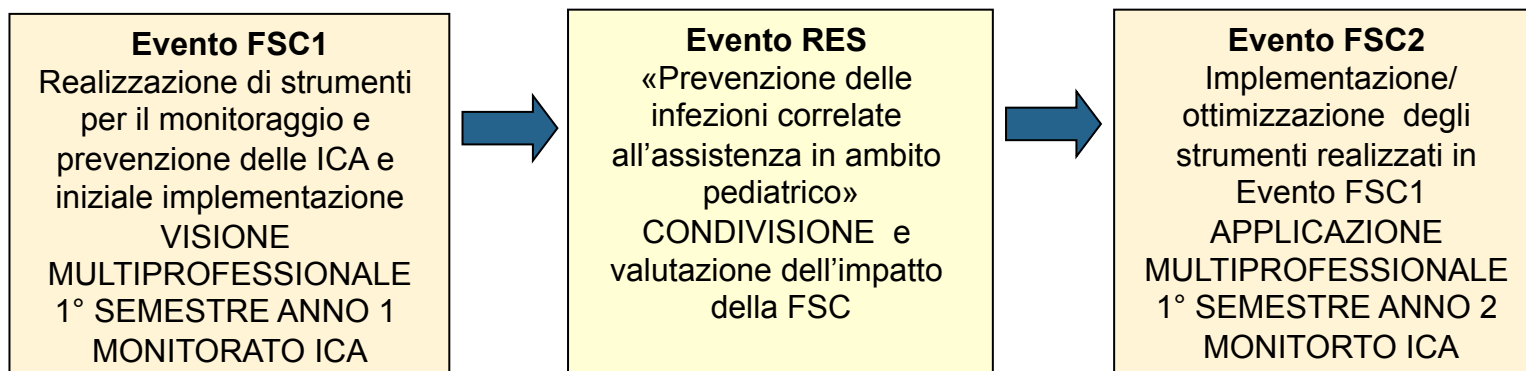 Evento FSC1
Realizzazione di strumenti
per il monitoraggio e
prevenzione delle ICA e
iniziale implementazione
VISIONE
MULTIPROFESSIONALE
1° SEMESTRE ANNO 1
MONITORATO ICA
Evento RES
«Prevenzione delle
infezioni correlate
all’assistenza in ambito
pediatrico»
CONDIVISIONE e
valutazione dell’impatto
della FSC
Evento FSC2
Implementazione/
ottimizzazione degli
strumenti realizzati in
Evento FSC1
APPLICAZIONE
MULTIPROFESSIONALE
1° SEMESTRE ANNO 2
MONITORTO ICA